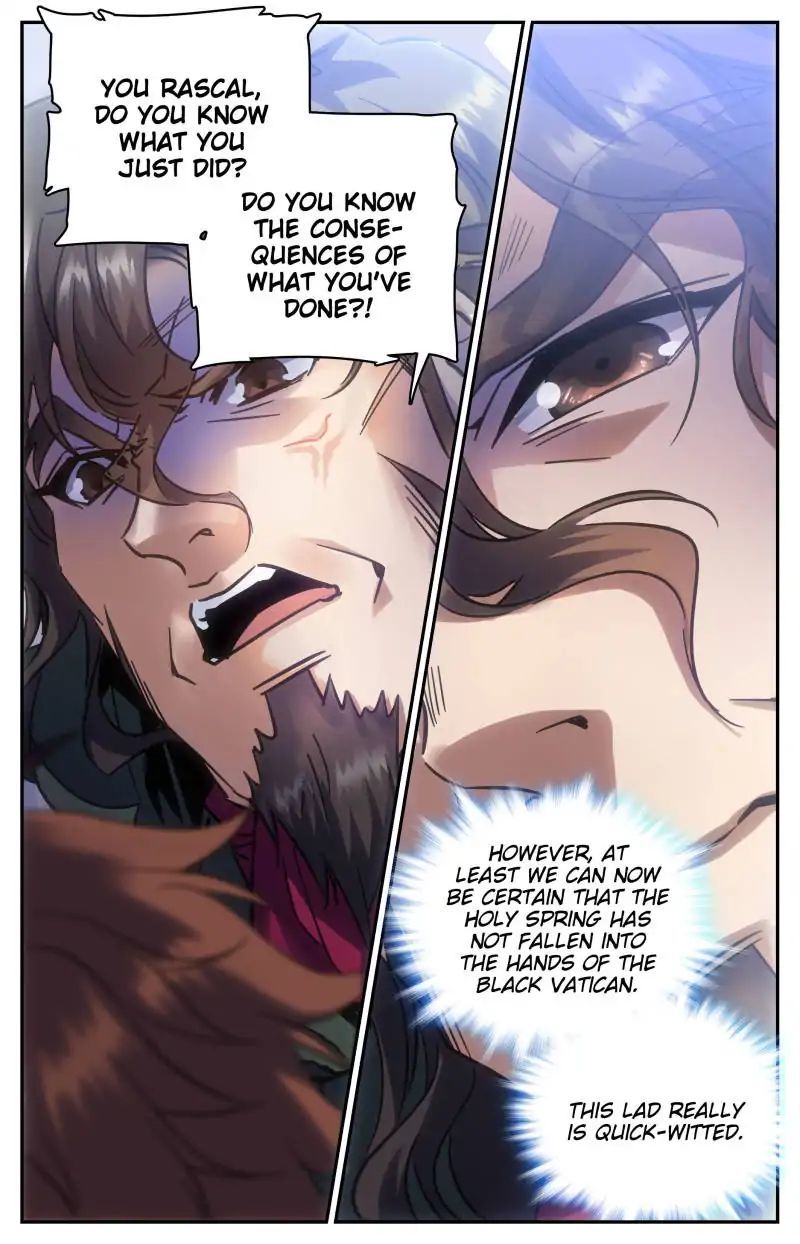 YOU RASCAL,
DO YOU KNOW
WHAT YOU
JUST DID?
DO YOU KNOW
THE CONSE-
QUENCES OF
WHAT YOU'VE
DONE?!
HOWEVER, AT
LEAST WE CAN NOW
BE CERTAIN THAT THE
HOLY SPRING HAS
NOT FALLEN INTO
THE HANDS OF THE
BLACK VATICAN.
THIS LAD REALLY
IS QUICK-WITTED.